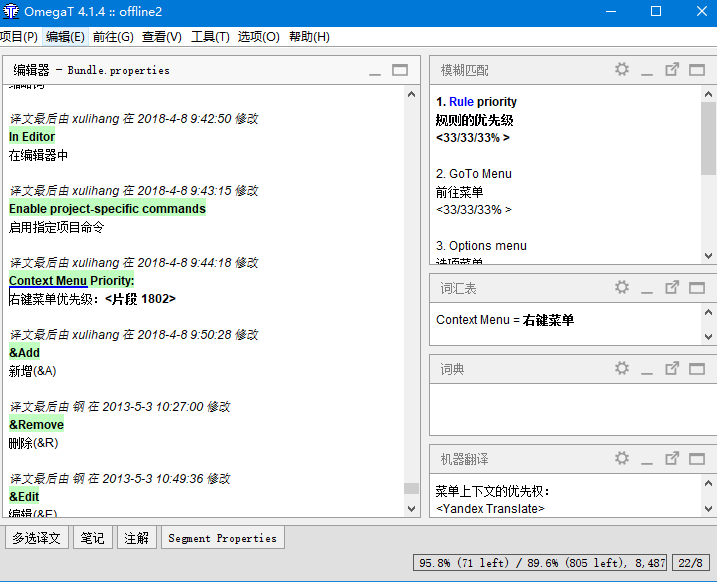 OmegaT 4.1.4 :: offline2
项目(P) 编辑(E) 前往(G) 查看(V) 工具(T) 选项(O) 帮助(H)
编辑器 - Bundle.properties
缩略词
译文最后由 xulihang 在 2018-4-8 9:42:50 修改
In Editor
在编辑器中
译文最后由 xulihang 在 2018-4-8 9:43:15 修改
Enable project-specific commands
启用指定项目命令
译文最后由 xulihang 在 2018-4-8 9:44:18 修改
Context Menu Priority:
右键菜单优先级：<片段 1802>
译文最后由 xulihang 在 2018-4-8 9:50:28 修改
&Add
新增(&A)
译文最后由 钢 在 2013-5-3 10:27:00 修改
&Remove
删除(&R)
译文最后由 钢 在 2013-5-3 10:49:36 修改
&Edit
编辑(&E)
模糊匹配
1. Rule priority
规则的优先级
<33/33/33% >
2. GoTo Menu
前往菜单
<33/33/33% >
3. Options menu
选项菜单
词汇表
Context Menu = 右键菜单
词典
机器翻译
菜单上下文的优先权：
<Yandex Translate>
多选译文 笔记 注解 Segment Properties
95.8% (71 left) / 89.6% (805 left), 8,487 22/8